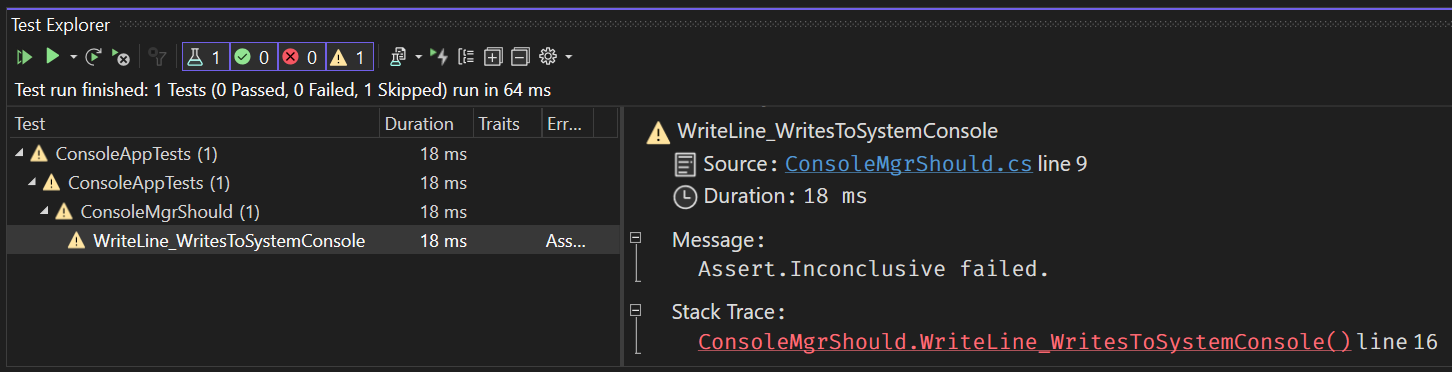 Test Explorer
1 0 0 1
Test run finished: 1 Tests (0 Passed, 0 Failed, 1 Skipped) run in 64 ms
Test Duration Traits Err...
ConsoleAppTests (1) 18 ms
ConsoleAppTests (1) 18 ms
ConsoleMgrShould (1) 18 ms
WriteLine_WritesToSystemConsole 18 ms Ass...
WriteLine_WritesToSystemConsole
Source: ConsoleMgrShould.cs line 9
Duration: 18 ms
Message:
Assert.Inconclusive failed.
Stack Trace:
ConsoleMgrShould.WriteLine_WritesToSystemConsole() line 16